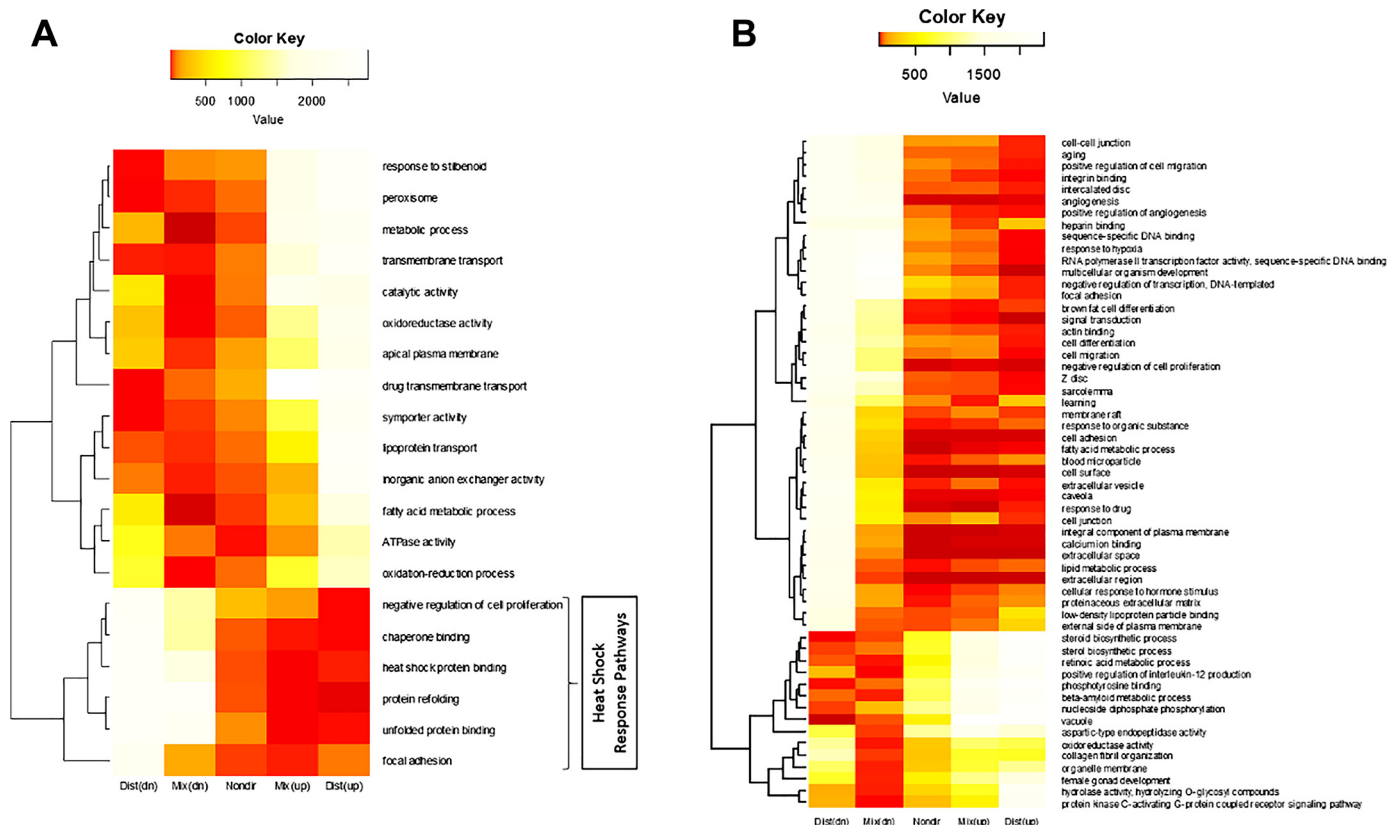 A
Color Key
500 1000 2000
Value
response to stilbenoid
peroxisome
metabolic process
transmembrane transport
catalytic activity
oxidoreductase activity
apical plasma membrane
drug transmembrane transport
symporter activity
lipoprotein transport
inorganic anion exchanger activity
fatty acid metabolic process
ATPase activity
oxidation-reduction process
negative regulation of cell proliferation
chaperone binding
heat shock protein binding
protein refolding
unfolded protein binding
focal adhesion
Heat Shock
Response Pathways
Dist(dn) Mix(dn) Nondir Mix(up) Dist(up)
B
Color Key
500 1500
Value
cell-cell junction
aging
positive regulation of cell migration
integrin binding
intercalated disc
angiogenesis
positive regulation of angiogenesis
heparin binding
sequence-specific DNA binding
response to hypoxia
RNA polymerase II transcription factor activity, sequence-specific DNA binding
multicellular organism development
negative regulation of transcription, DNA-templated
focal adhesion
brown fat cell differentiation
signal transduction
actin binding
cell differentiation
cell migration
negative regulation of cell proliferation
Z disc
sarcolemma
learning
membrane raft
response to organic substance
cell adhesion
fatty acid metabolic process
blood microparticle
cell surface
extracellular vesicle
caveola
response to drug
cell junction
integral component of plasma membrane
calcium ion binding
extracellular space
lipid metabolic process
extracellular region
cellular response to hormone stimulus
proteinaceous extracellular matrix
low-density lipoprotein particle binding
external side of plasma membrane
steroid biosynthetic process
sterol biosynthetic process
retinoic acid metabolic process
positive regulation of interleukin-12 production
phosphotyrosine binding
beta-amyloid metabolic process
nucleoside diphosphate phosphorylation
vacuole
aspartic-type endopeptidase activity
oxidoreductase activity
collagen fibril organization
organelle membrane
female gonad development
hydrolase activity, hydrolyzing O-glycosyl compounds
protein kinase C-activating G-protein coupled receptor signaling pathway
Dist(dn) Mix(dn) Nondir Mix(up) Dist(up)